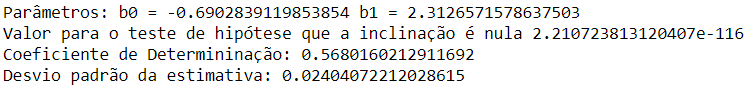 Parâmetros: b0 = -0.6902839119853854 b1 = 2.3126571578637503
Valor para o teste de hipótese que a inclinação é nula 2.210723813120407e-116
Coeficiente de Determininação: 0.5680160212911692
Desvio padrão da estimativa: 0.02404072212028615